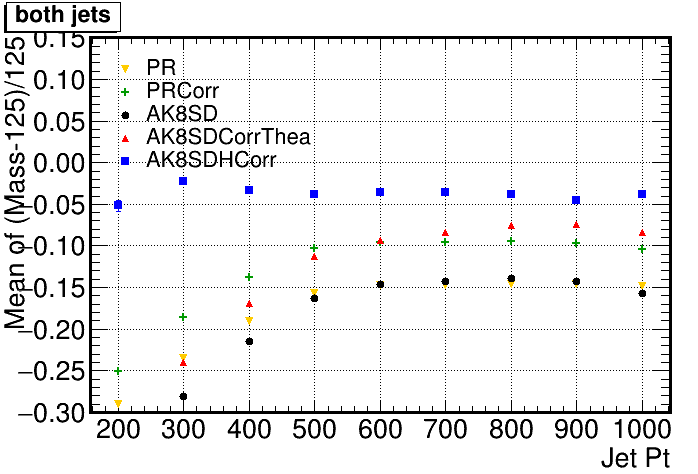 both jets
Mean of (Mass-125)/125
0.15
0.10
0.05
0.00
−0.05
−0.10
−0.15
−0.20
−0.25
−0.30
PR
PRCorr
AK8SD
AK8SDCorrThea
AK8SDHCorr
200 300 400 500 600 700 800 900 1000
Jet Pt